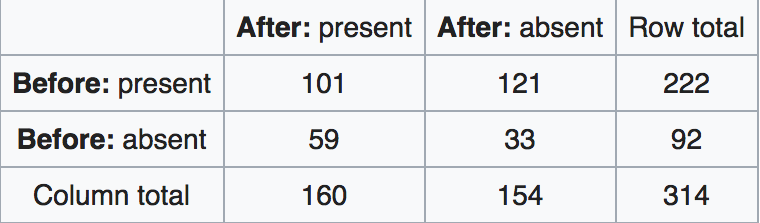 After: present After: absent Row total
Before: present 101 121 222
Before: absent 59 33 92
Column total 160 154 314